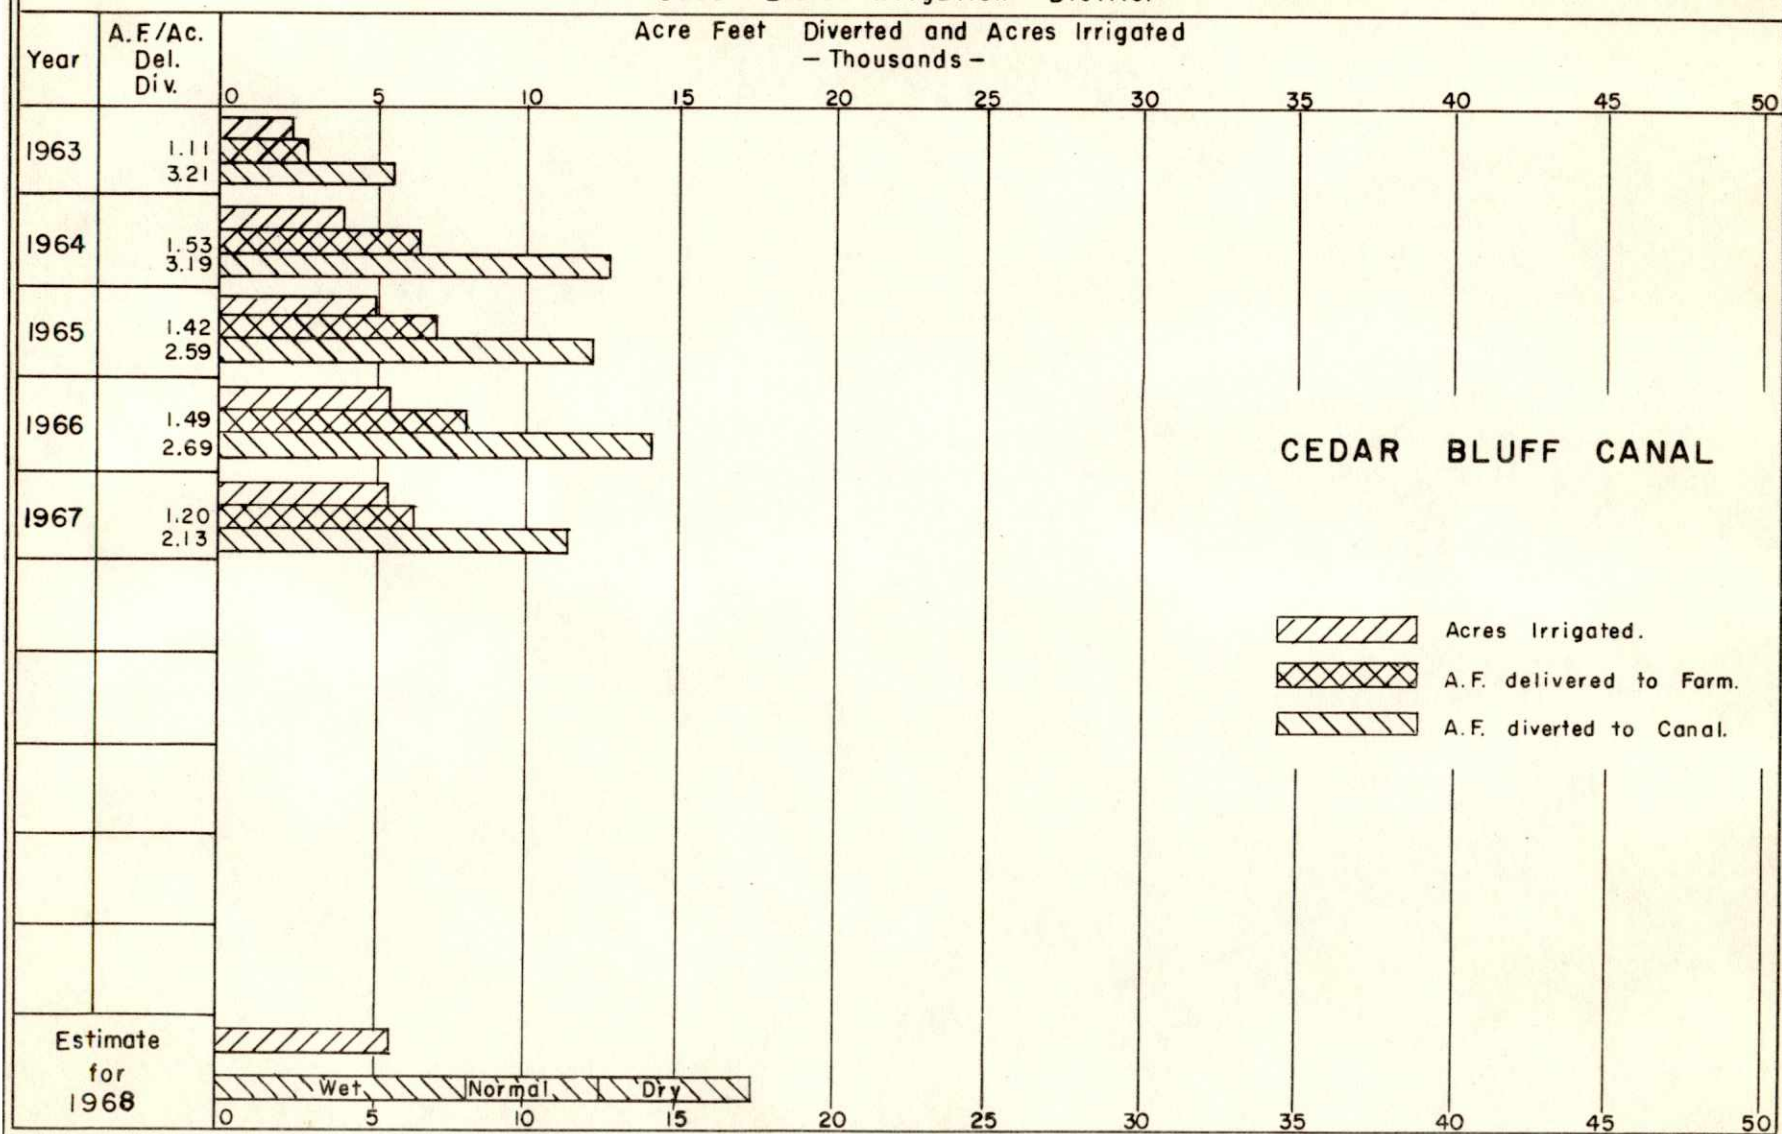 Acre Feet Diverted and Acres Irrigated
— Thousands —
Year
A.F./Ac.
Del.
Div.
0 5 10 15 20 25 30 35 40 45 50
1963
1.11
3.21
1964
1.53
3.19
1965
1.42
2.59
1966
1.49
2.69
1967
1.20
2.13
CEDAR BLUFF CANAL
Acres Irrigated.
A.F. delivered to Farm.
A.F. diverted to Canal.
Estimate
for
1968
Wet Normal Dry
0 5 10 15 20 25 30 35 40 45 50